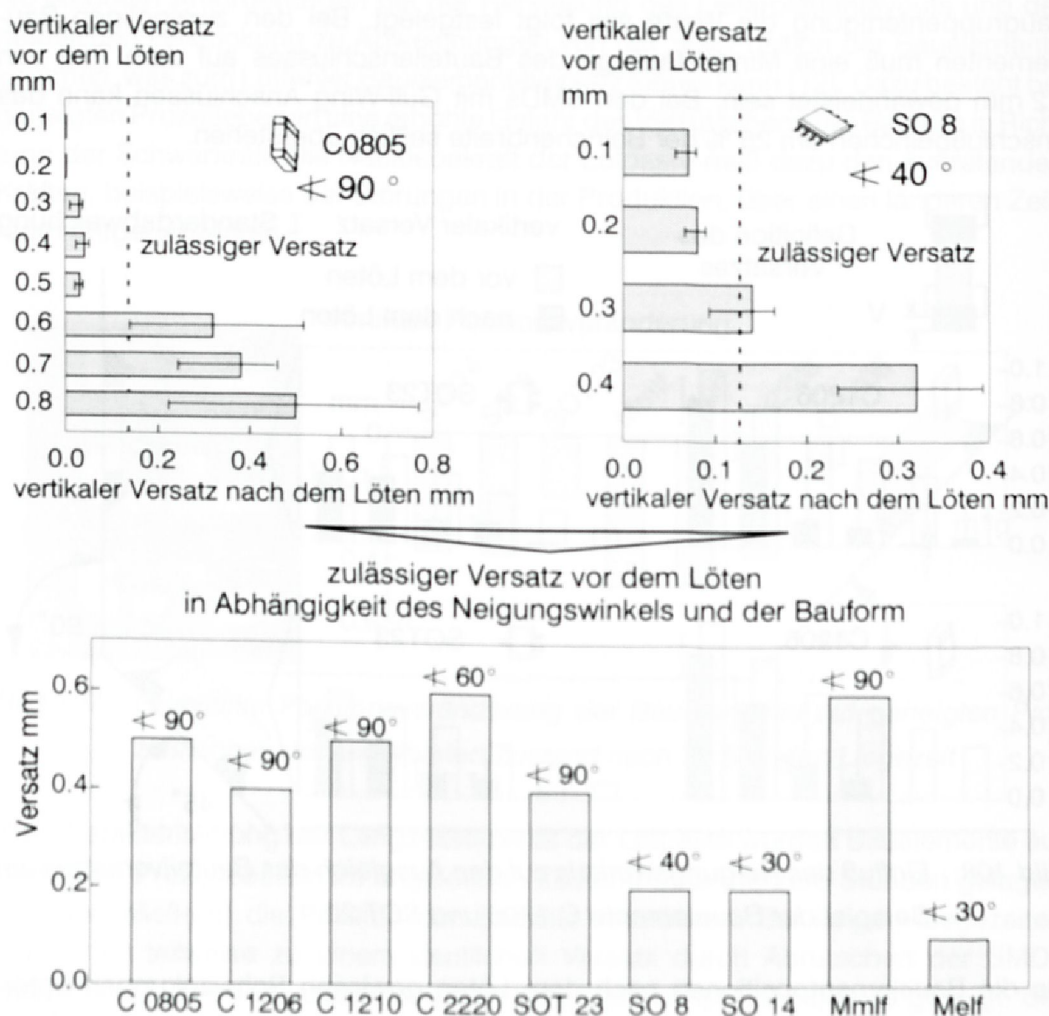 vertikaler Versatz
vor dem Löten
mm
0.1
0.2
0.3
0.4
0.5
0.6
0.7
0.8
C0805
∢ 90 °
zulässiger Versatz
0.0 0.2 0.4 0.6 0.8
vertikaler Versatz nach dem Löten mm
vertikaler Versatz
vor dem Löten
mm
0.1
0.2
0.3
0.4
SO 8
∢ 40 °
zulässiger Versatz
0.0 0.1 0.2 0.3 0.4
vertikaler Versatz nach dem Löten mm
zulässiger Versatz vor dem Löten
in Abhängigkeit des Neigungswinkels und der Bauform
Versatz mm
0.6
0.4
0.2
0.0
∢ 90°
∢ 90°
∢ 90°
∢ 60°
∢ 90°
∢ 40°
∢ 30°
∢ 90°
∢ 30°
C 0805 C 1206 C 1210 C 2220 SOT 23 SO 8 SO 14 Mmlf Melf